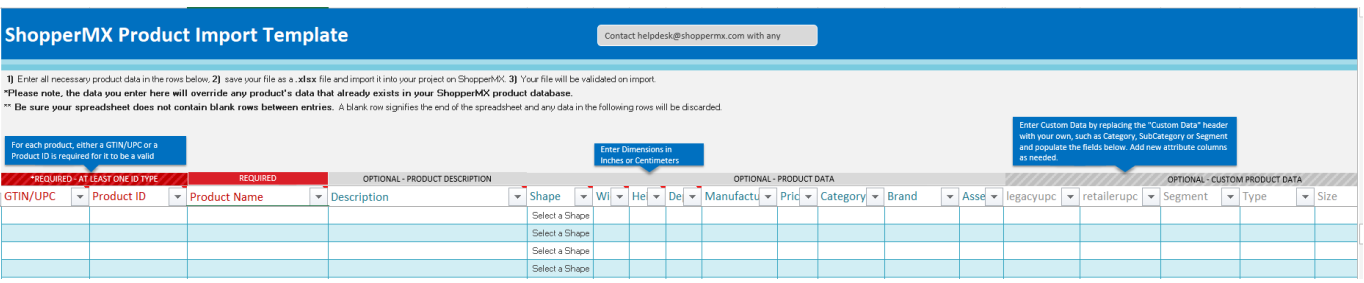 ShopperMX Product Import Template
Contact helpdesk@shoppermx.com with any
1) Enter all necessary product data in the rows below, 2) save your file as a .xlsx file and import it into your project on ShopperMX. 3) Your file will be validated on import.
*Please note, the data you enter here will override any product's data that already exists in your ShopperMX product database.
** Be sure your spreadsheet does not contain blank rows between entries. A blank row signifies the end of the spreadsheet and any data in the following rows will be discarded.
For each product, either a GTIN/UPC or a
Product ID is required for it to be a valid
Enter Dimensions in
Inches or Centimeters
Enter Custom Data by replacing the "Custom Data" header
with your own, such as Category, SubCategory or Segment
and populate the fields below. Add new attribute columns
as needed.
*REQUIRED - AT LEAST ONE ID TYPE REQUIRED OPTIONAL - PRODUCT DESCRIPTION OPTIONAL - PRODUCT DATA OPTIONAL - CUSTOM PRODUCT DATA
GTIN/UPC Product ID Product Name Description Shape Wi He De Manufactu Pric Category Brand Asse legacyupc retailerupc Segment Type Size
Select a Shape
Select a Shape
Select a Shape
Select a Shape